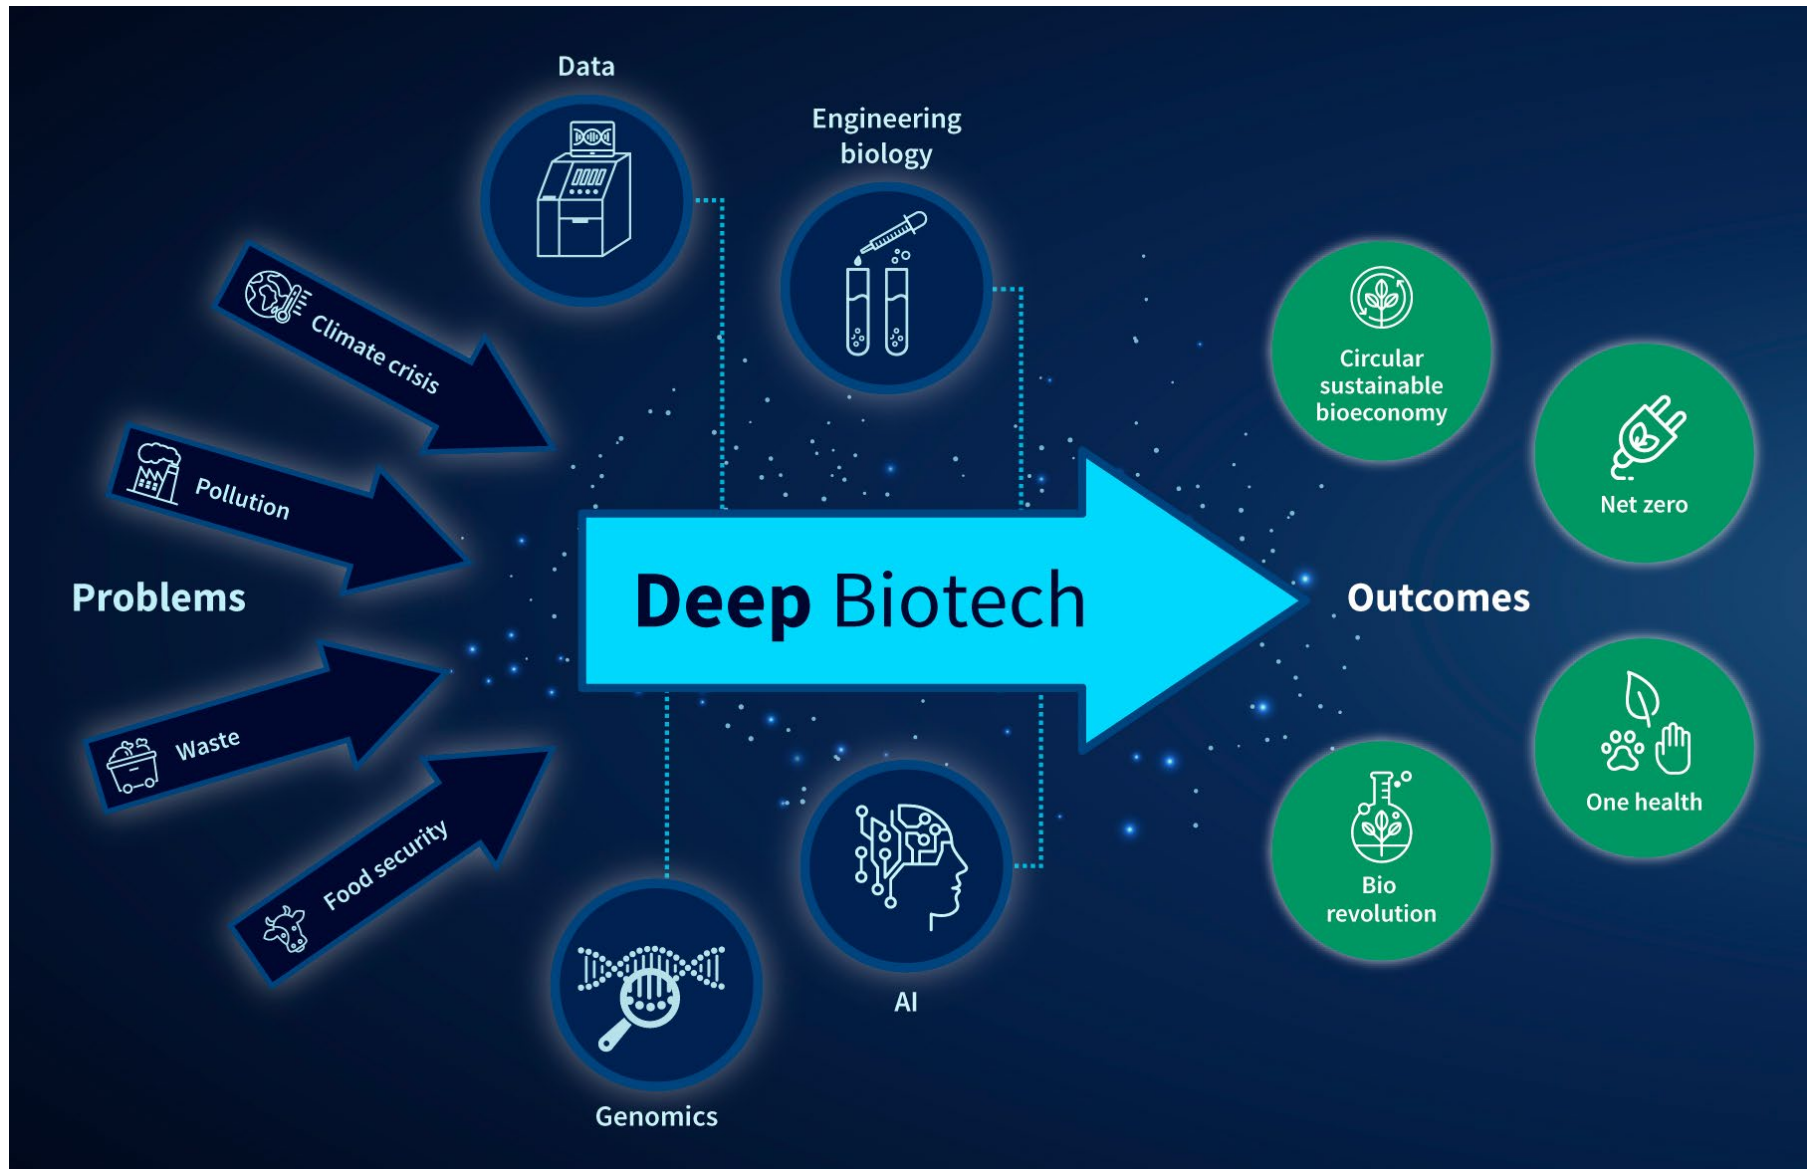 Data
Engineering
biology
Climate crisis
Pollution
Problems
Waste
Food security
Deep Biotech
Genomics
AI
Outcomes
Circular
sustainable
bioeconomy
Net zero
One health
Bio
revolution